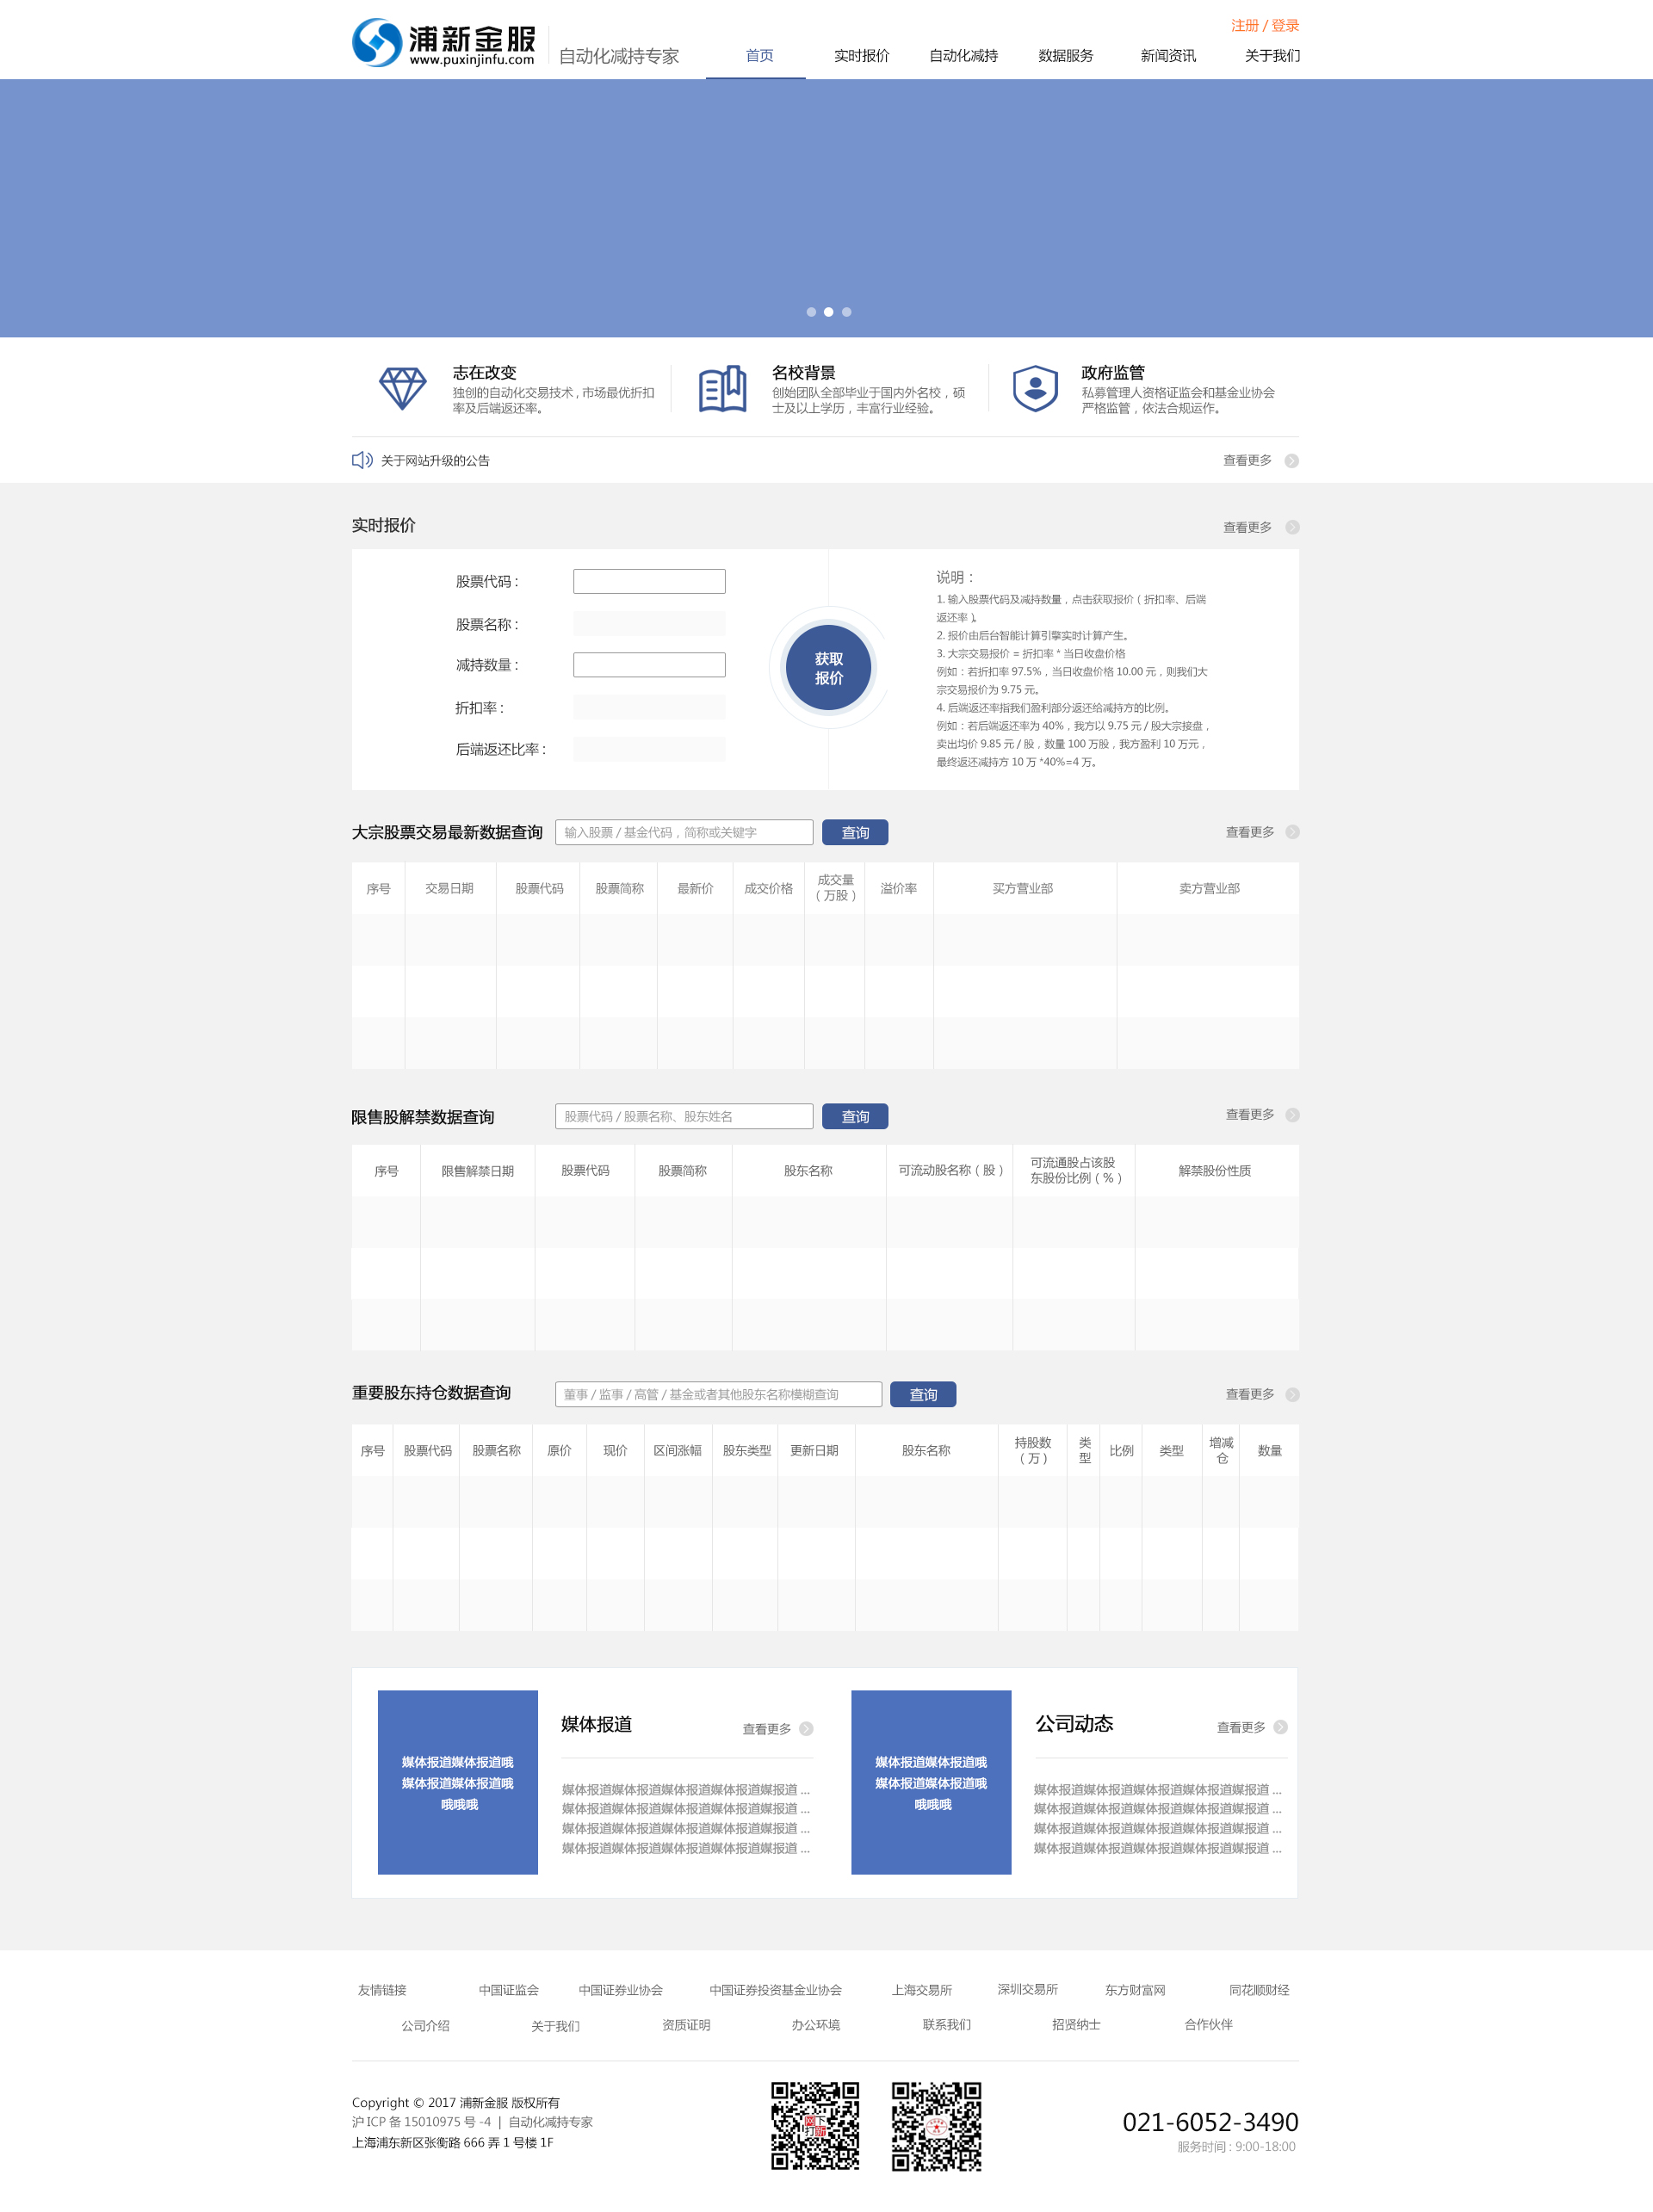 注册 / 登录
浦新金服
www.puxinjinfu.com
自动化减持专家
首页 实时报价 自动化减持 数据服务 新闻资讯 关于我们
志在改变
独创的自动化交易技术 , 市场最优折扣
率及后端返还率。
名校背景
创始团队全部毕业于国内外名校，硕
士及以上学历，丰富行业经验。
政府监管
私募管理人资格证监会和基金业协会
严格监管，依法合规运作。
关于网站升级的公告 查看更多
实时报价 查看更多
股票代码 :
股票名称 :
减持数量 :
折扣率 :
后端返还比率 :
获取
报价
说明：
1. 输入股票代码及减持数量，点击获取报价 ( 折扣率、后端
返还率 )。
2. 报价由后台智能计算引擎实时计算产生。
3. 大宗交易报价 = 折扣率 * 当日收盘价格
例如：若折扣率 97.5%，当日收盘价格 10.00 元，则我们大
宗交易报价为 9.75 元。
4. 后端返还率指我们盈利部分返还给减持方的比例。
例如：若后端返还率为 40%，我方以 9.75 元 / 股大宗接盘，
卖出均价 9.85 元 / 股，数量 100 万股，我方盈利 10 万元，
最终返还减持方 10 万 *40%=4 万。
大宗股票交易最新数据查询 输入股票 / 基金代码，简称或关键字 查询 查看更多
序号 交易日期 股票代码 股票简称 最新价 成交价格 成交量 溢价率 买方营业部 卖方营业部
( 万股 )
限售股解禁数据查询 股票代码 / 股票名称、股东姓名 查询 查看更多
序号 限售解禁日期 股票代码 股票简称 股东名称 可流动股名称 ( 股 ) 可流通股占该股 解禁股份性质
东股份比例 ( % )
重要股东持仓数据查询 董事 / 监事 / 高管 / 基金或者其他股东名称模糊查询 查询 查看更多
序号 股票代码 股票名称 原价 现价 区间涨幅 股东类型 更新日期 股东名称 持股数 类 比例 类型 增减 数量
( 万 ) 型 仓
媒体报道媒体报道哦
媒体报道媒体报道哦
哦哦哦
媒体报道 查看更多
媒体报道媒体报道媒体报道媒体报道媒报道 ...
媒体报道媒体报道媒体报道媒体报道媒报道 ...
媒体报道媒体报道媒体报道媒体报道媒报道 ...
媒体报道媒体报道媒体报道媒体报道媒报道 ...
媒体报道媒体报道哦
媒体报道媒体报道哦
哦哦哦
公司动态 查看更多
媒体报道媒体报道媒体报道媒体报道媒报道 ...
媒体报道媒体报道媒体报道媒体报道媒报道 ...
媒体报道媒体报道媒体报道媒体报道媒报道 ...
媒体报道媒体报道媒体报道媒体报道媒报道 ...
友情链接 中国证监会 中国证券业协会 中国证券投资基金业协会 上海交易所 深圳交易所 东方财富网 同花顺财经
公司介绍 关于我们 资质证明 办公环境 联系我们 招贤纳士 合作伙伴
Copyright © 2017 浦新金服 版权所有
沪 ICP 备 15010975 号 -4 | 自动化减持专家
上海浦东新区张衡路 666 弄 1 号楼 1F
网下
打新
021-6052-3490
服务时间 : 9:00-18:00